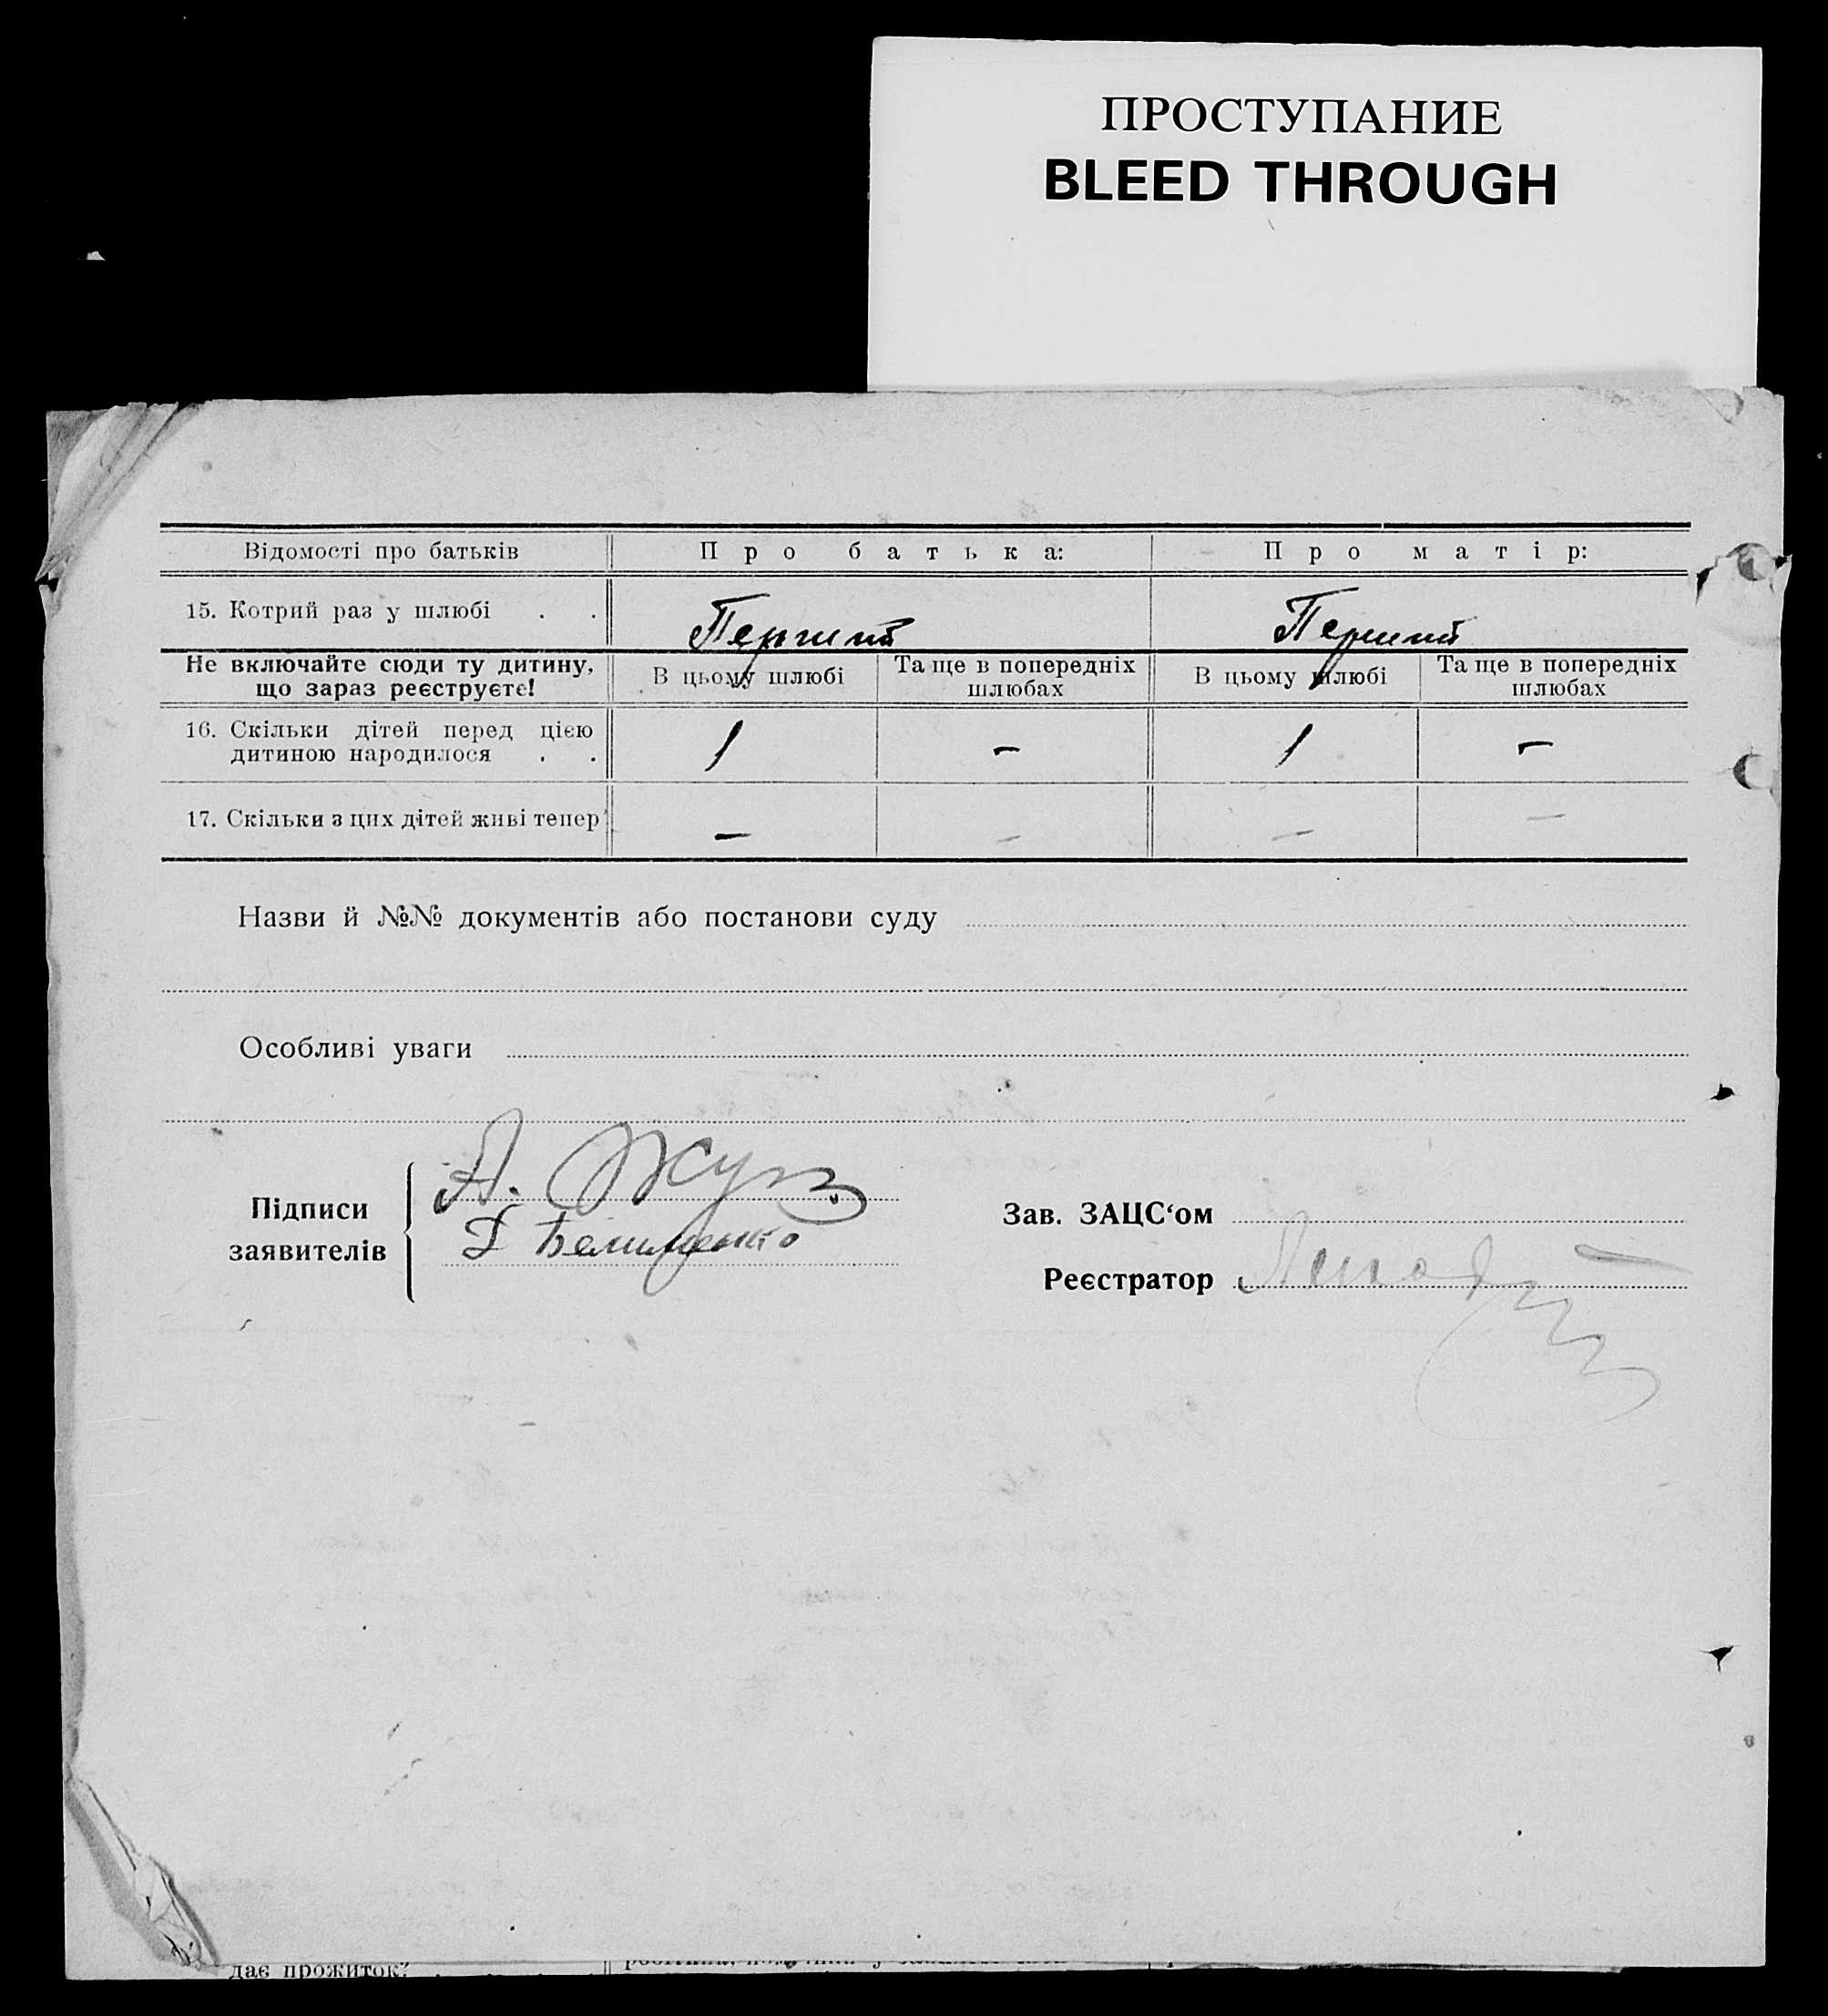 ПРОСТУПАНИЕ
BLEED THROUGH
Відомості про батьків Про батька: Про матір:
15. Котрий раз у шлюбі . . Перший Перший
Не включайте сюди ту дитину, що зараз реєструєте! В цьому шлюбі Та ще в попередніх шлюбах В цьому шлюбі Та ще в попередніх шлюбах
16. Скільки дітей перед цією дитиною народилося . . 1 – 1 –
17. Скільки з цих дітей живі тепер – – – –
Назви й №№ документів або постанови суду
Особливі уваги
Підписи заявителів
А. Жук
Зав. ЗАЦС‘ом
Реєстратор
дає прожиток?